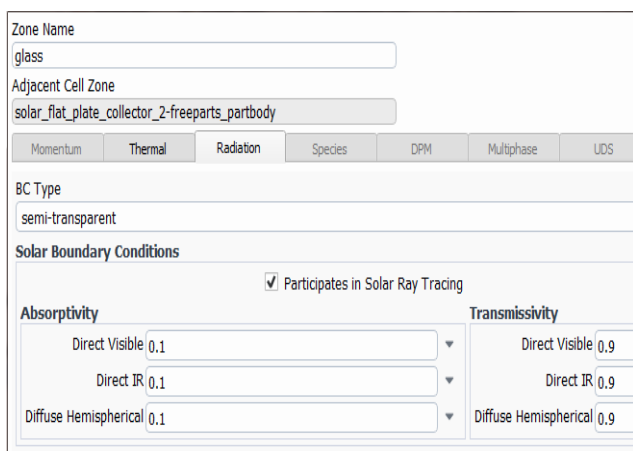 Zone Name
glass
Adjacent Cell Zone
solar_flat_plate_collector_2-freeparts_partbody
Momentum Thermal Radiation Species DPM Multiphase UDS
BC Type
semi-transparent
Solar Boundary Conditions
Participates in Solar Ray Tracing
Absorptivity Transmissivity
Direct Visible 0.1 Direct Visible 0.9
Direct IR 0.1 Direct IR 0.9
Diffuse Hemispherical 0.1 Diffuse Hemispherical 0.9